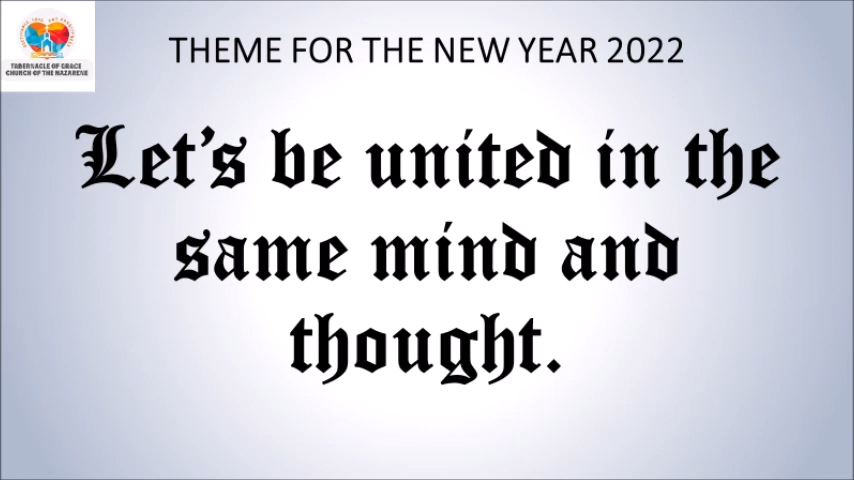 THEME FOR THE NEW YEAR 2022
TABERNACLE OF GRACE
CHURCH OF THE NAZARENE
Let's be united in the
same mind and
thought.